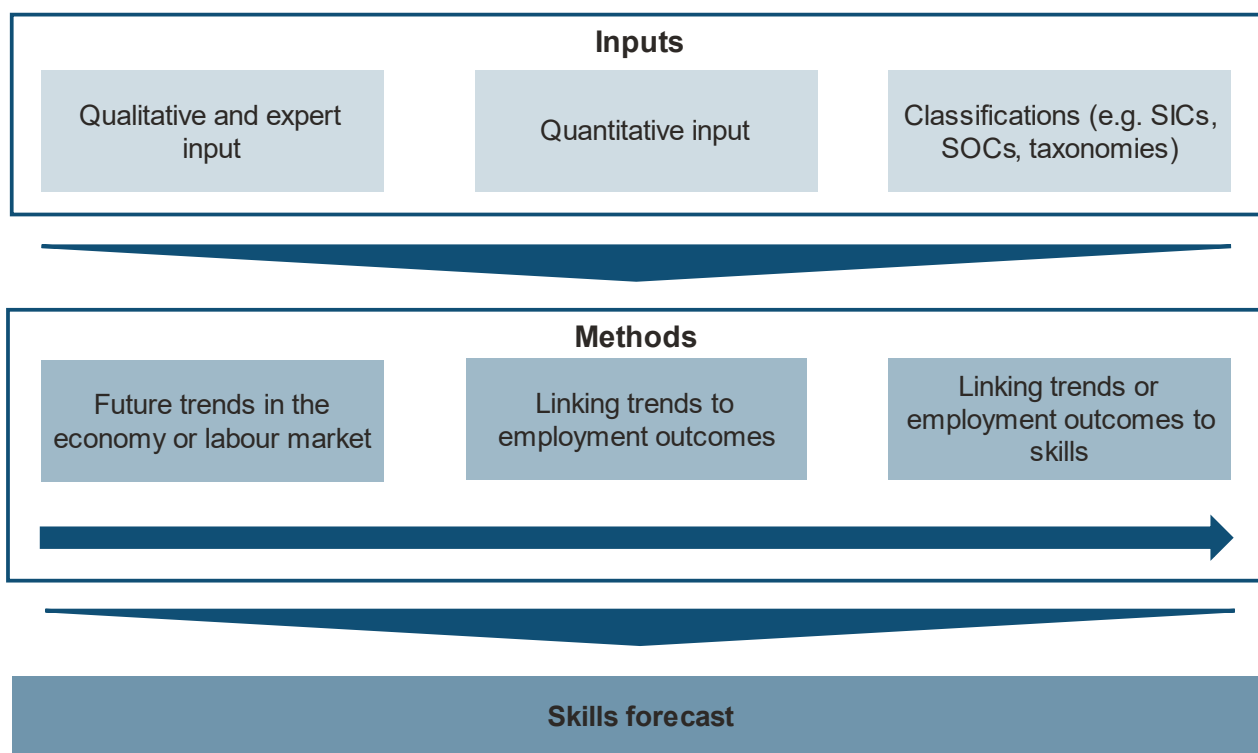 Inputs
Qualitative and expert
input
Quantitative input
Classifications (e.g. SICs,
SOCs, taxonomies)
Methods
Future trends in the
economy or labour market
Linking trends to
employment outcomes
Linking trends or
employment outcomes to
skills
Skills forecast